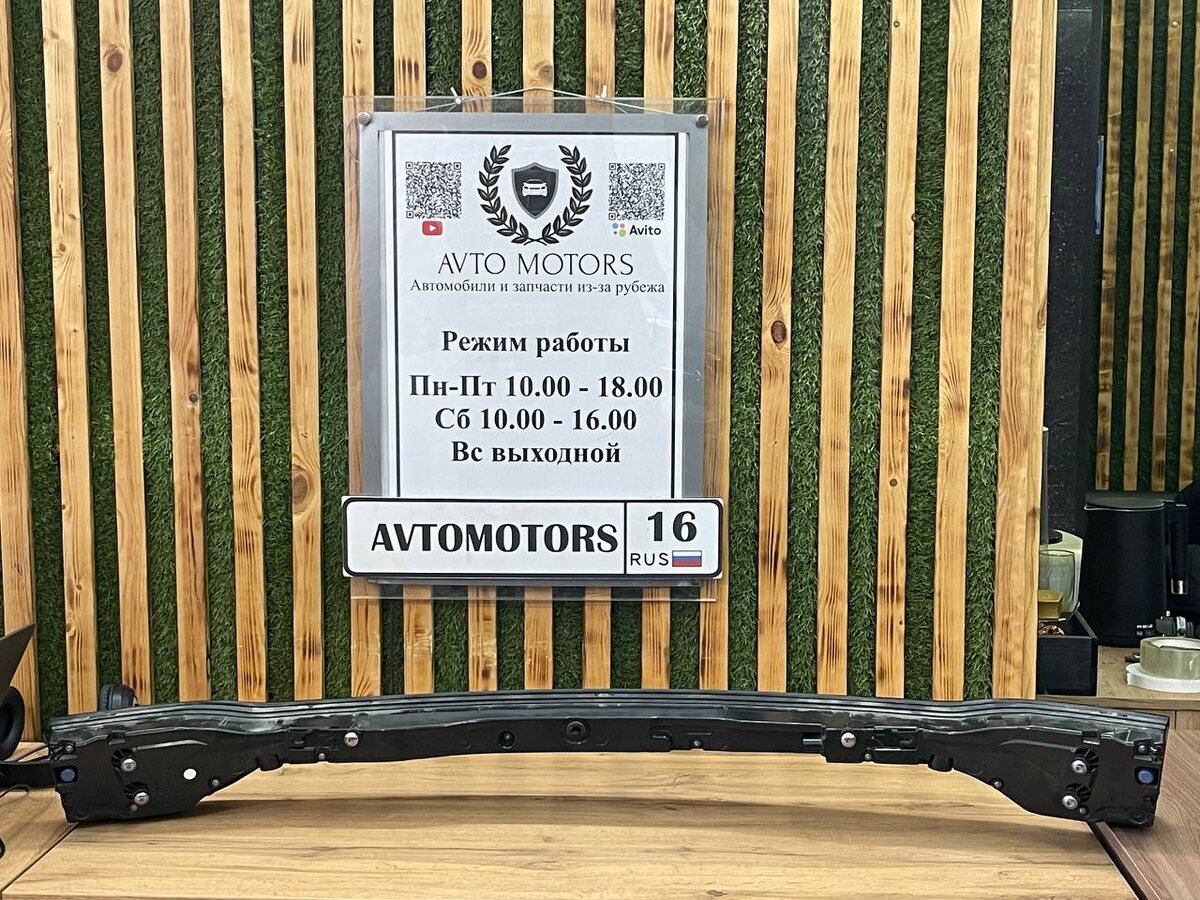 Avito
AVTO MOTORS
Автомобили и запчасти из-за рубежа
Режим работы
Пн-Пт 10.00 - 18.00
Сб 10.00 - 16.00
Вс выходной
AVTOMOTORS 16
RUS